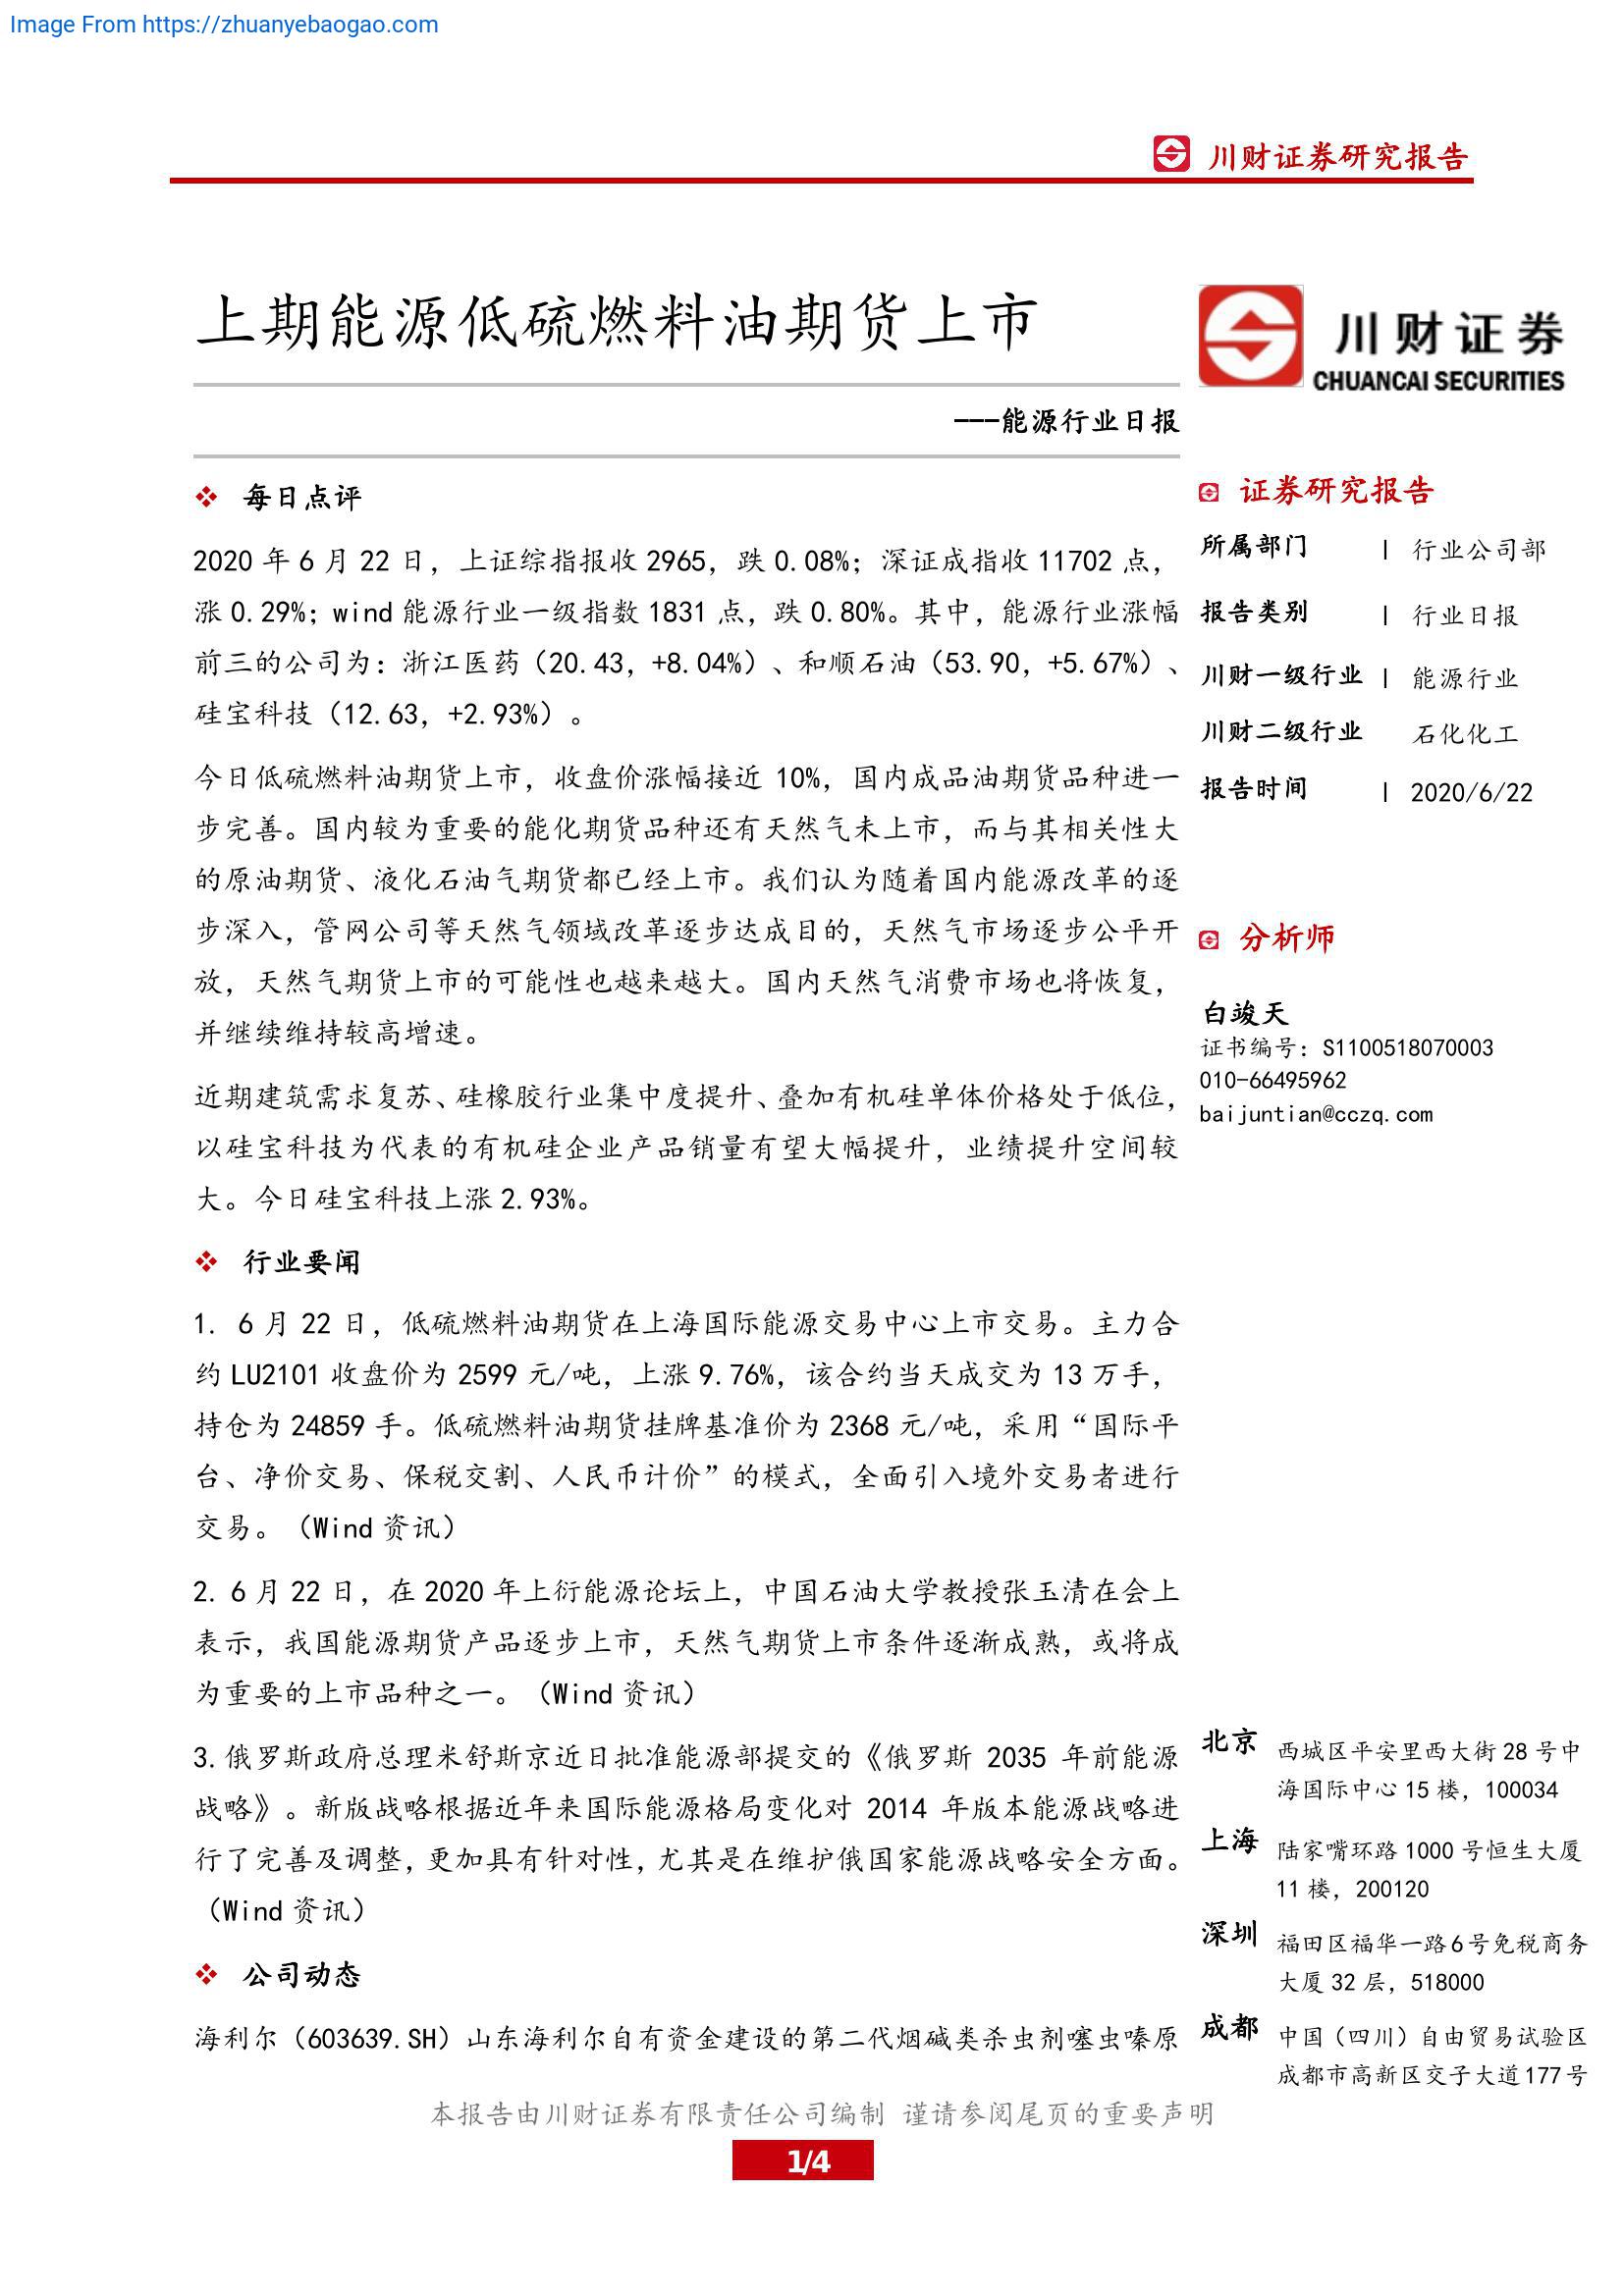 Image From https://zhuanyebaogao.com
川财证券研究报告
上期能源低硫燃料油期货上市
---能源行业日报
每日点评
2020 年 6 月 22 日，上证综指报收 2965，跌 0.08%；深证成指收 11702 点，
涨 0.29%；wind 能源行业一级指数 1831 点，跌 0.80%。其中，能源行业涨幅
前三的公司为：浙江医药（20.43，+8.04%）、和顺石油（53.90，+5.67%）、
硅宝科技（12.63，+2.93%）。
今日低硫燃料油期货上市，收盘价涨幅接近 10%，国内成品油期货品种进一
步完善。国内较为重要的能化期货品种还有天然气未上市，而与其相关性大
的原油期货、液化石油气期货都已经上市。我们认为随着国内能源改革的逐
步深入，管网公司等天然气领域改革逐步达成目的，天然气市场逐步公平开
放，天然气期货上市的可能性也越来越大。国内天然气消费市场也将恢复，
并继续维持较高增速。
近期建筑需求复苏、硅橡胶行业集中度提升、叠加有机硅单体价格处于低位，
以硅宝科技为代表的有机硅企业产品销量有望大幅提升，业绩提升空间较
大。今日硅宝科技上涨 2.93%。
行业要闻
1. 6 月 22 日，低硫燃料油期货在上海国际能源交易中心上市交易。主力合
约 LU2101 收盘价为 2599 元/吨，上涨 9.76%，该合约当天成交为 13 万手，
持仓为 24859 手。低硫燃料油期货挂牌基准价为 2368 元/吨，采用“国际平
台、净价交易、保税交割、人民币计价”的模式，全面引入境外交易者进行
交易。（Wind 资讯）
2. 6 月 22 日，在 2020 年上衍能源论坛上，中国石油大学教授张玉清在会上
表示，我国能源期货产品逐步上市，天然气期货上市条件逐渐成熟，或将成
为重要的上市品种之一。（Wind 资讯）
3. 俄罗斯政府总理米舒斯京近日批准能源部提交的《俄罗斯 2035 年前能源
战略》。新版战略根据近年来国际能源格局变化对 2014 年版本能源战略进
行了完善及调整，更加具有针对性，尤其是在维护俄国家能源战略安全方面。
（Wind 资讯）
公司动态
海利尔（603639.SH）山东海利尔自有资金建设的第二代烟碱类杀虫剂噻虫嗪原
川财证券
CHUANCAI SECURITIES
证券研究报告
所属部门 | 行业公司部
报告类别 | 行业日报
川财一级行业 | 能源行业
川财二级行业 石化化工
报告时间 | 2020/6/22
分析师
白竣天
证书编号：S1100518070003
010-66495962
baijuntian@cczq.com
北京 西城区平安里西大街 28 号中
海国际中心 15 楼，100034
上海 陆家嘴环路 1000 号恒生大厦
11 楼，200120
深圳 福田区福华一路 6 号免税商务
大厦 32 层，518000
成都 中国（四川）自由贸易试验区
成都市高新区交子大道 177 号
本报告由川财证券有限责任公司编制 谨请参阅尾页的重要声明
1/4